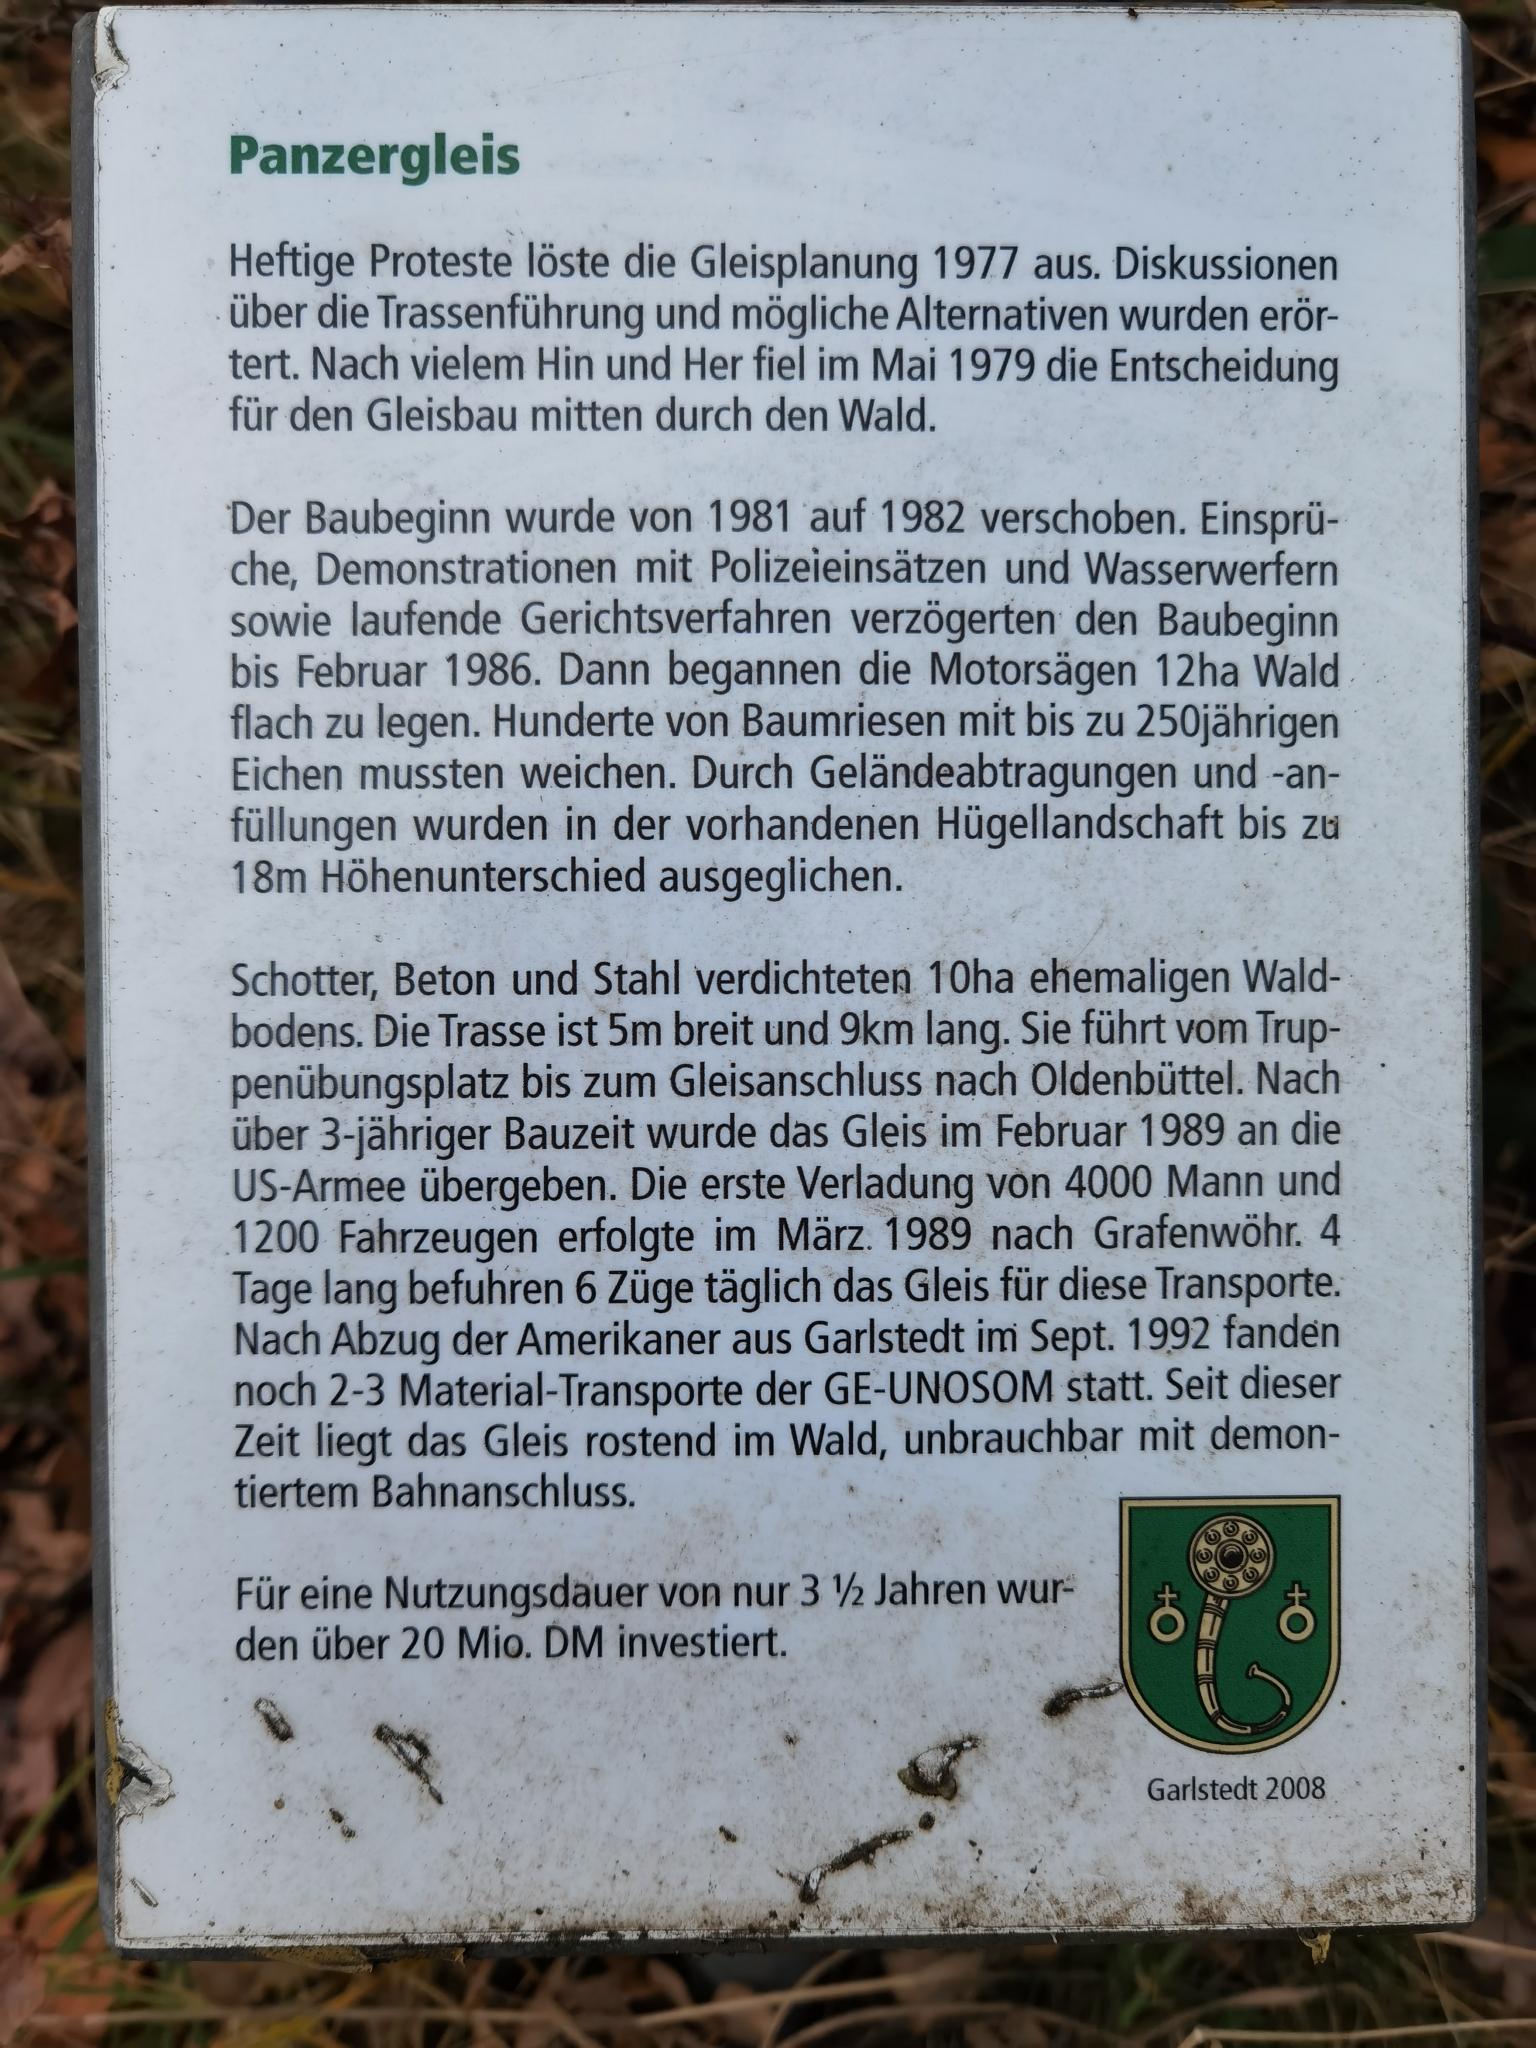 Panzergleis
Heftige Proteste löste die Gleisplanung 1977 aus. Diskussionen
über die Trassenführung und mögliche Alternativen wurden erör-
tert. Nach vielem Hin und Her fiel im Mai 1979 die Entscheidung
für den Gleisbau mitten durch den Wald.
Der Baubeginn wurde von 1981 auf 1982 verschoben. Einsprü-
che, Demonstrationen mit Polizeieinsätzen und Wasserwerfern
sowie laufende Gerichtsverfahren verzögerten den Baubeginn
bis Februar 1986. Dann begannen die Motorsägen 12ha Wald
flach zu legen. Hunderte von Baumriesen mit bis zu 250jährigen
Eichen mussten weichen. Durch Geländeabtragungen und -an-
füllungen wurden in der vorhandenen Hügellandschaft bis zu
18m Höhenunterschied ausgeglichen.
Schotter, Beton und Stahl verdichteten 10ha ehemaligen Wald-
bodens. Die Trasse ist 5m breit und 9km lang. Sie führt vom Trup-
penübungsplatz bis zum Gleisanschluss nach Oldenbüttel. Nach
über 3-jähriger Bauzeit wurde das Gleis im Februar 1989 an die
US-Armee übergeben. Die erste Verladung von 4000 Mann und
1200 Fahrzeugen erfolgte im März 1989 nach Grafenwöhr. 4
Tage lang befuhren 6 Züge täglich das Gleis für diese Transporte.
Nach Abzug der Amerikaner aus Garlstedt im Sept. 1992 fanden
noch 2-3 Material-Transporte der GE-UNOSOM statt. Seit dieser
Zeit liegt das Gleis rostend im Wald, unbrauchbar mit demon-
tiertem Bahnanschluss.
Für eine Nutzungsdauer von nur 3 ½ Jahren wur-
den über 20 Mio. DM investiert.
Garlstedt 2008